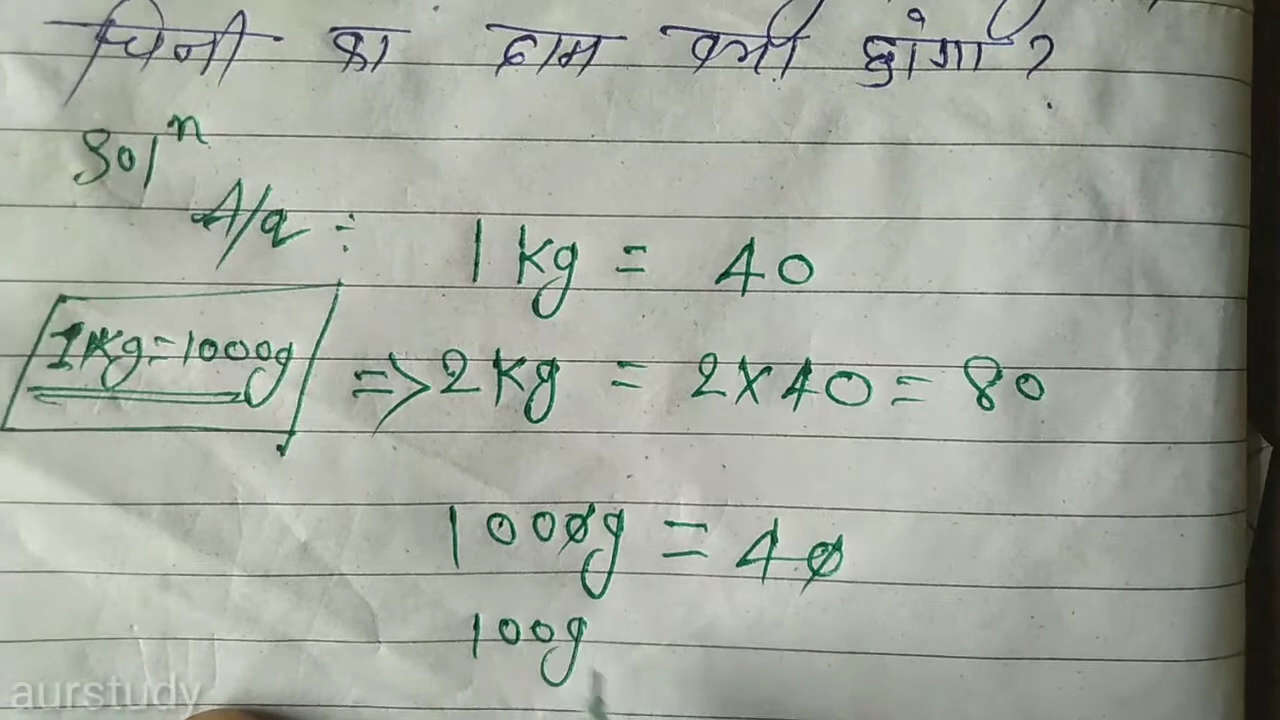 चिनी का दाम क्या होगा?
Solⁿ
A/q ÷ 1 kg = 40
1kg=1000g => 2 kg = 2×40 = 80
1000g = 40
100g
aurstudy